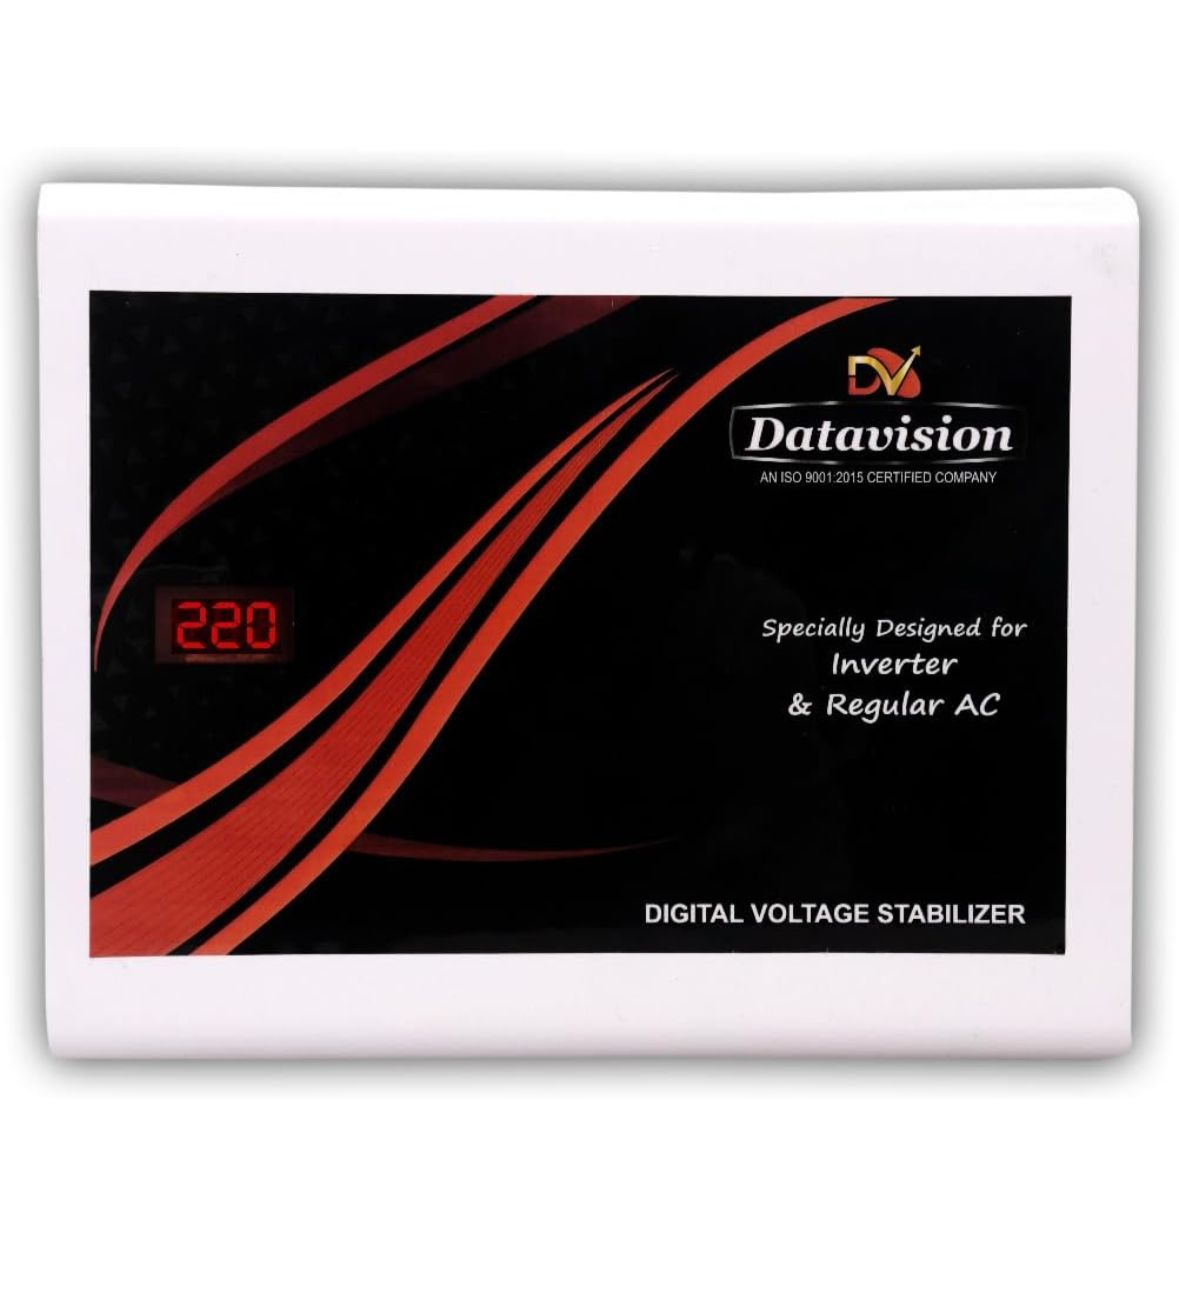 DV
Datavision
AN ISO 9001:2015 CERTIFIED COMPANY
220
Specially Designed for
Inverter
& Regular AC
DIGITAL VOLTAGE STABILIZER